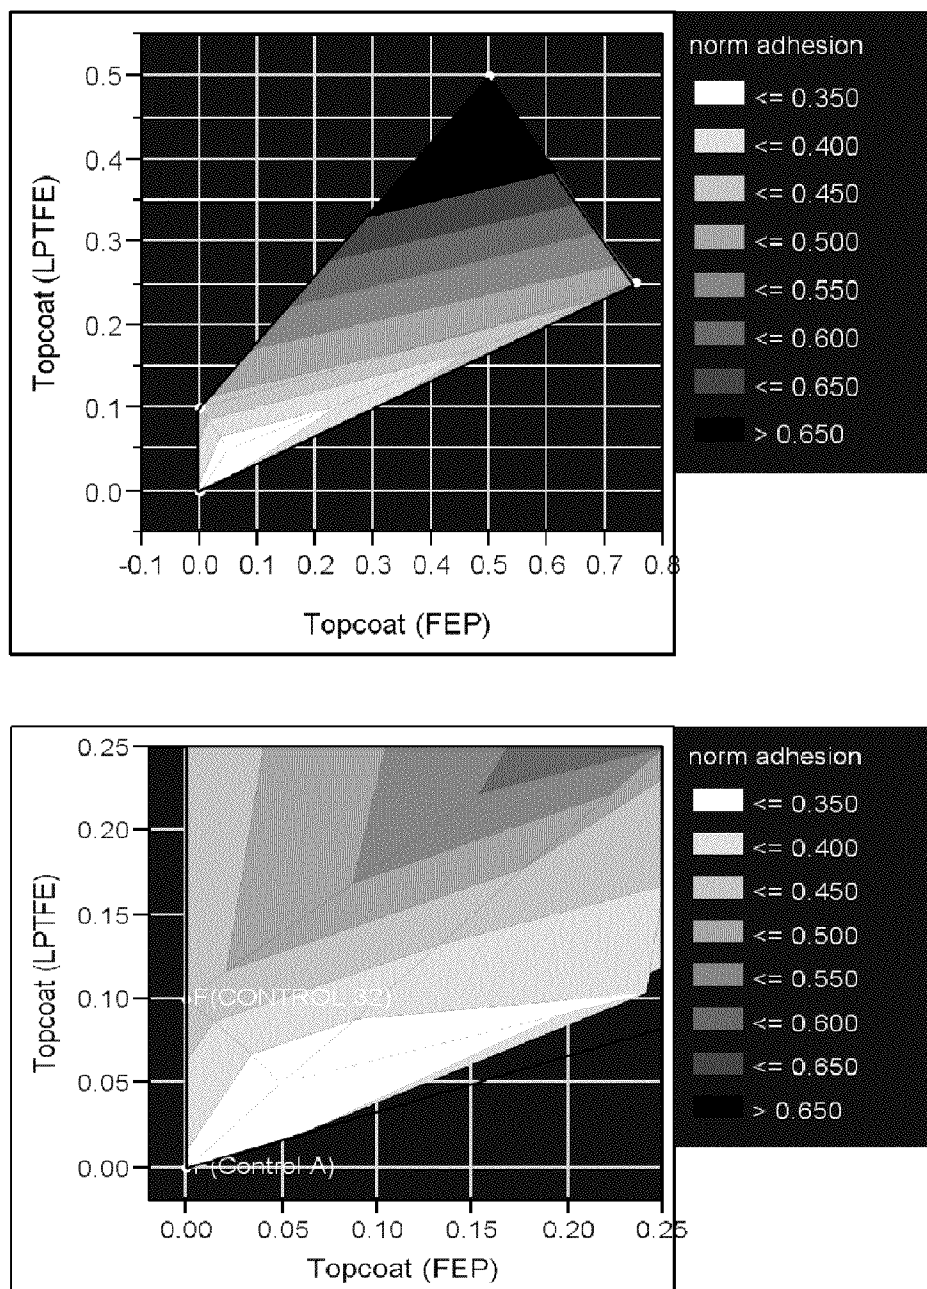 norm adhesion
<= 0.350
<= 0.400
<= 0.450
<= 0.500
<= 0.550
<= 0.600
<= 0.650
> 0.650
Topcoat (LPTFE)
0.5
0.4
0.3
0.2
0.1
0.0
-0.1 0.0 0.1 0.2 0.3 0.4 0.5 0.6 0.7 0.8
Topcoat (FEP)
norm adhesion
<= 0.350
<= 0.400
<= 0.450
<= 0.500
<= 0.550
<= 0.600
<= 0.650
> 0.650
Topcoat (LPTFE)
0.25
0.20
0.15
0.10
0.05
0.00
F(CONTROL 32)
F(Control A)
0.00 0.05 0.10 0.15 0.20 0.25
Topcoat (FEP)